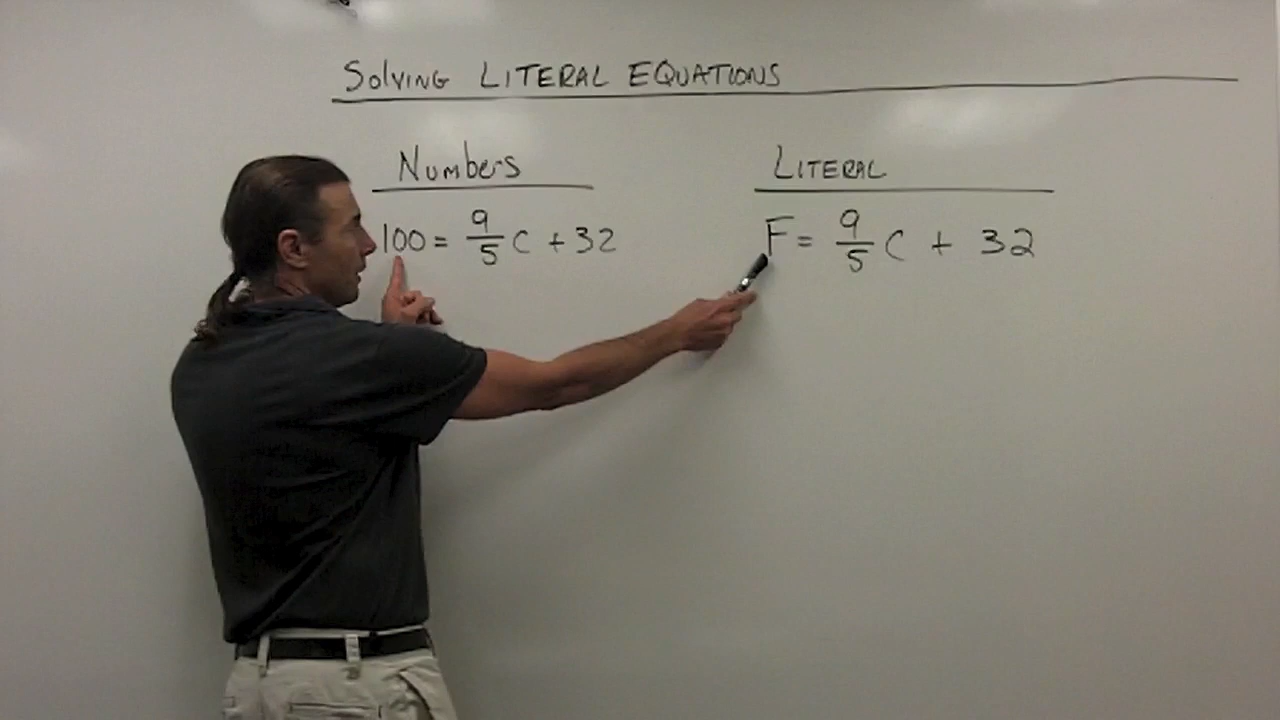 Solving LITERAL EQUATIONS
Numbers
100 = 9/5 C + 32
LITERAL
F = 9/5 C + 32